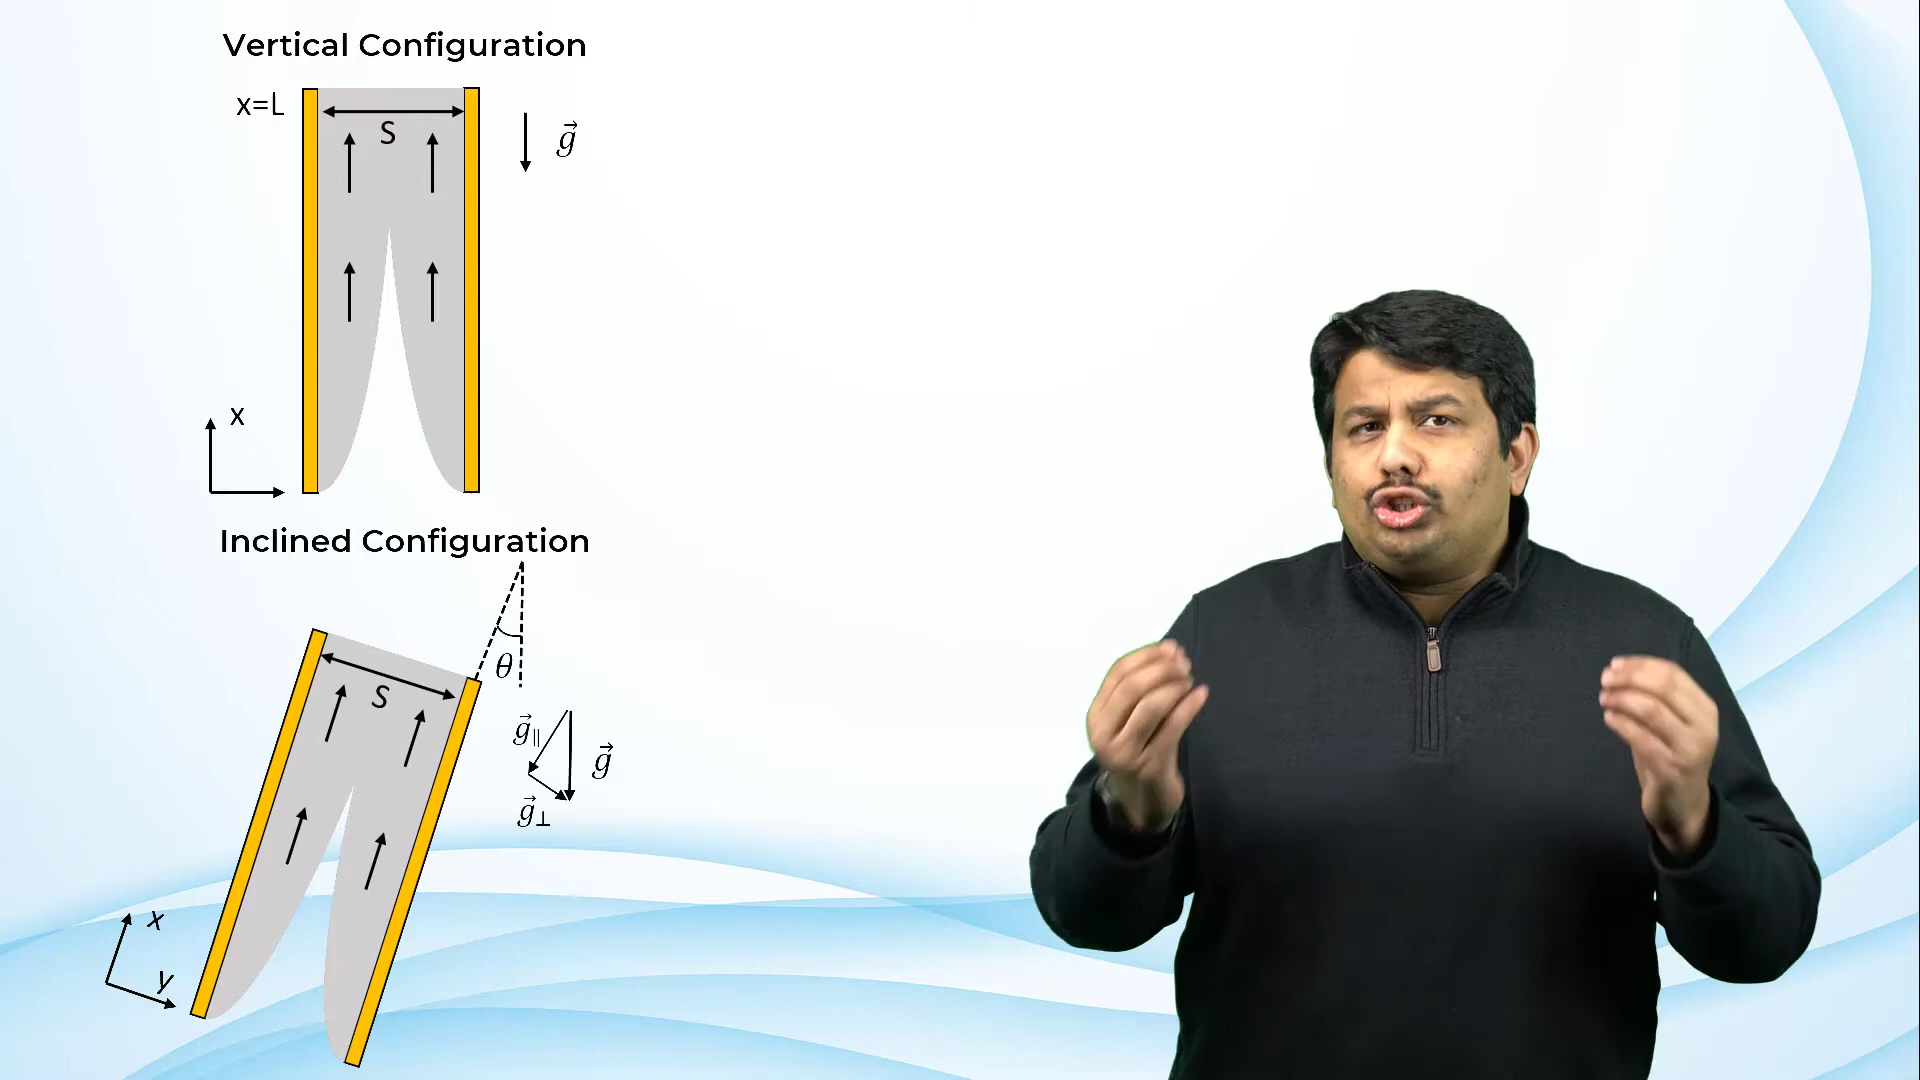 Vertical Configuration
x=L
S
g⃗
x
Inclined Configuration
θ
S
g⃗∥
g⃗
g⃗⊥
x
y